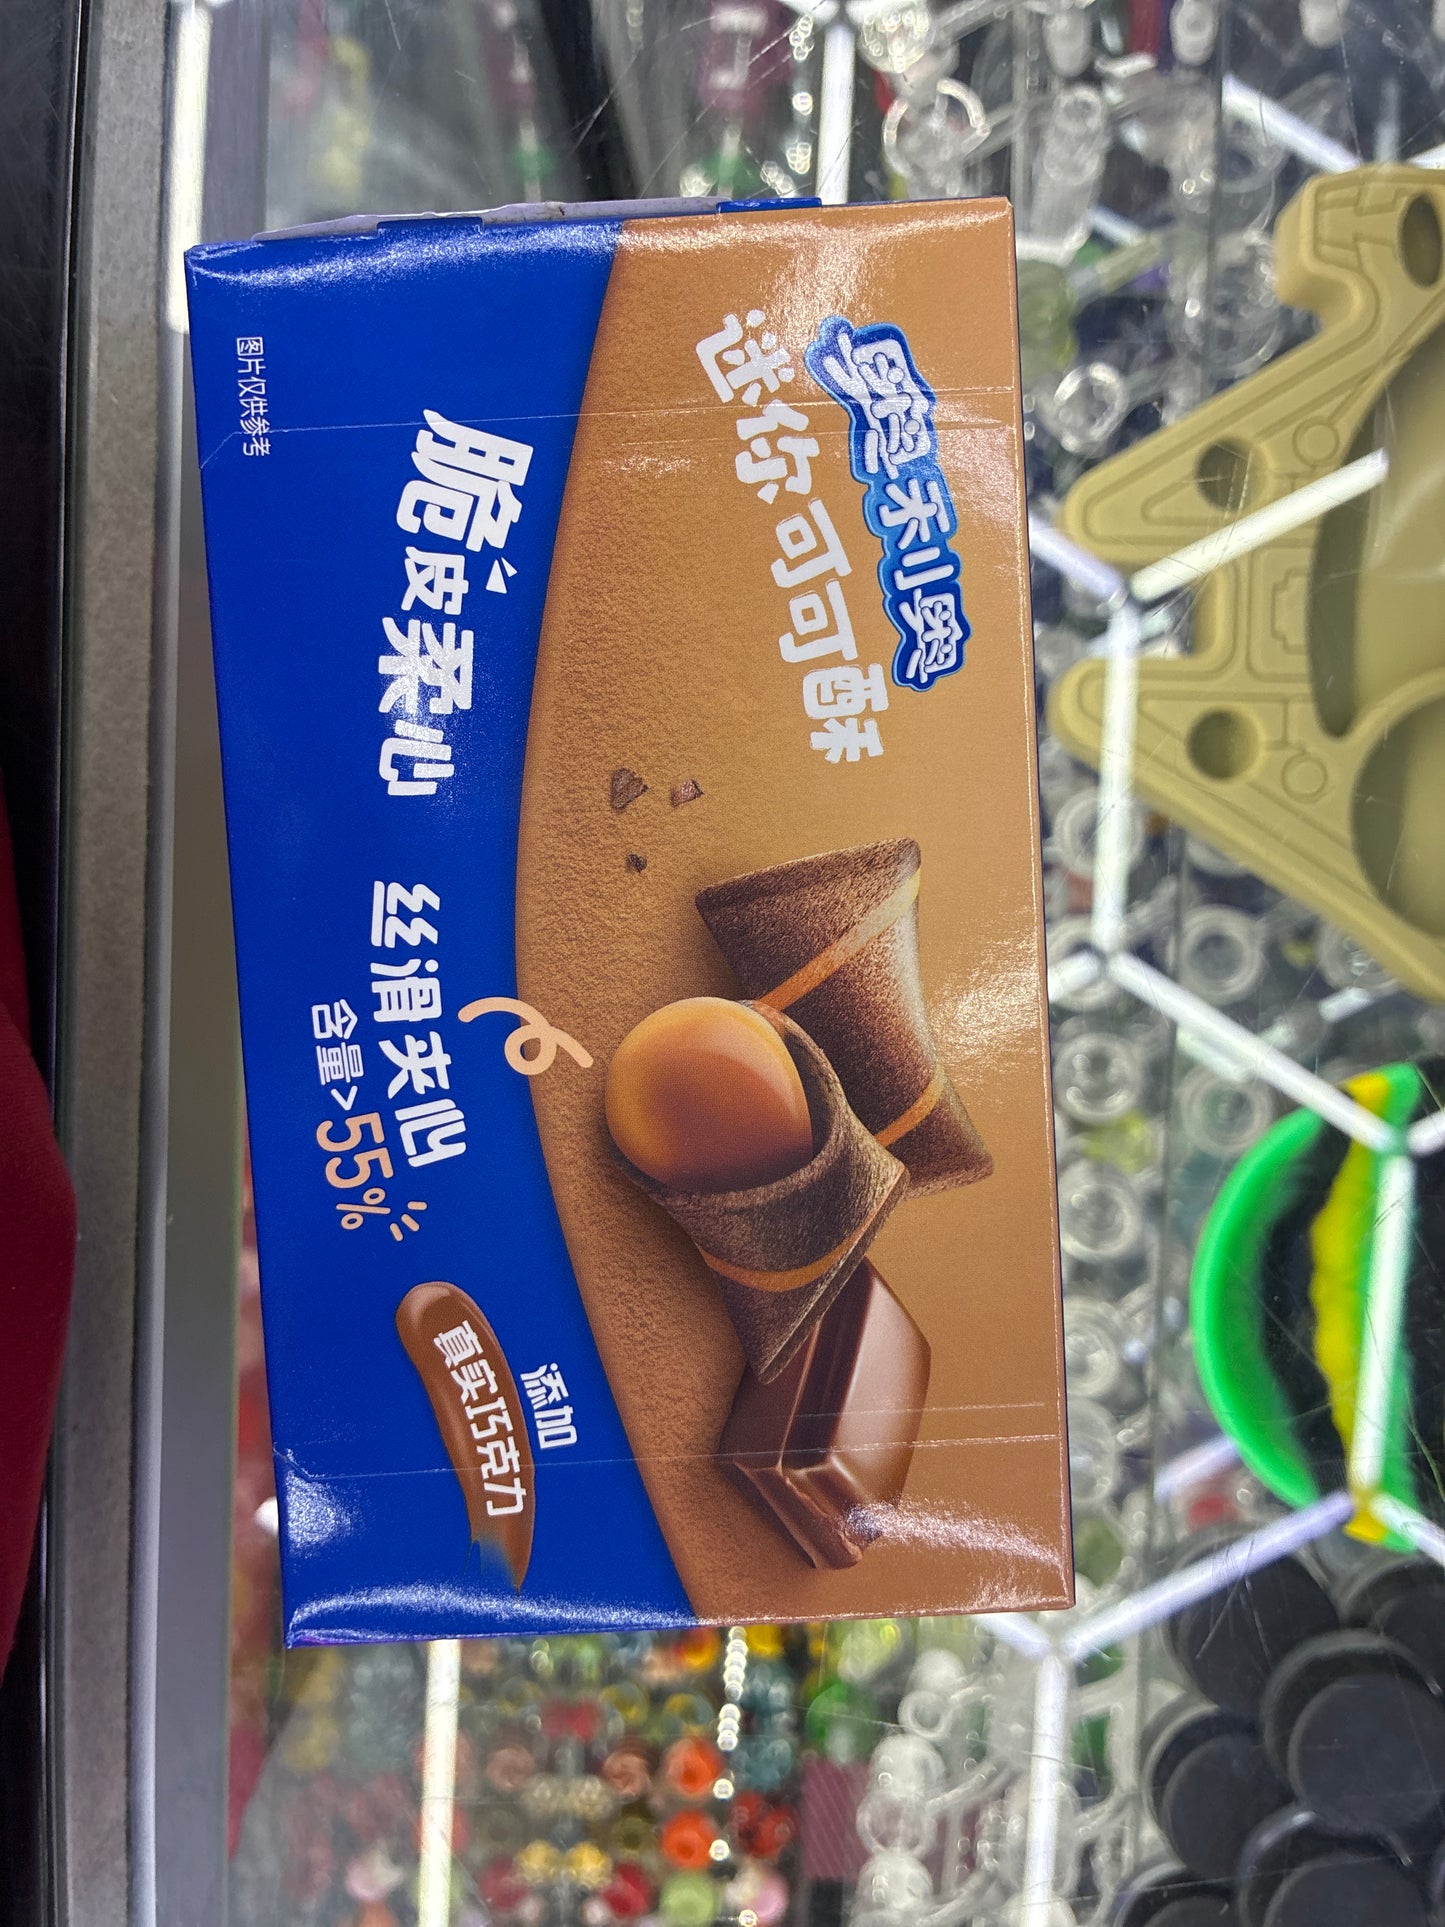 奥利奥
迷你可可酥
脆皮柔心
丝滑夹心
含量>55%
添加
真实巧克力
图片仅供参考